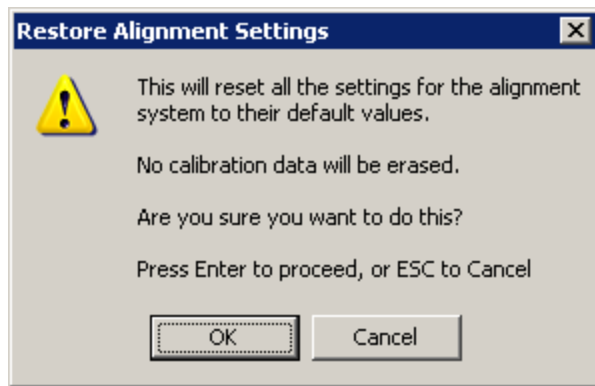 Restore Alignment Settings
This will reset all the settings for the alignment
system to their default values.
No calibration data will be erased.
Are you sure you want to do this?
Press Enter to proceed, or ESC to Cancel
OK
Cancel